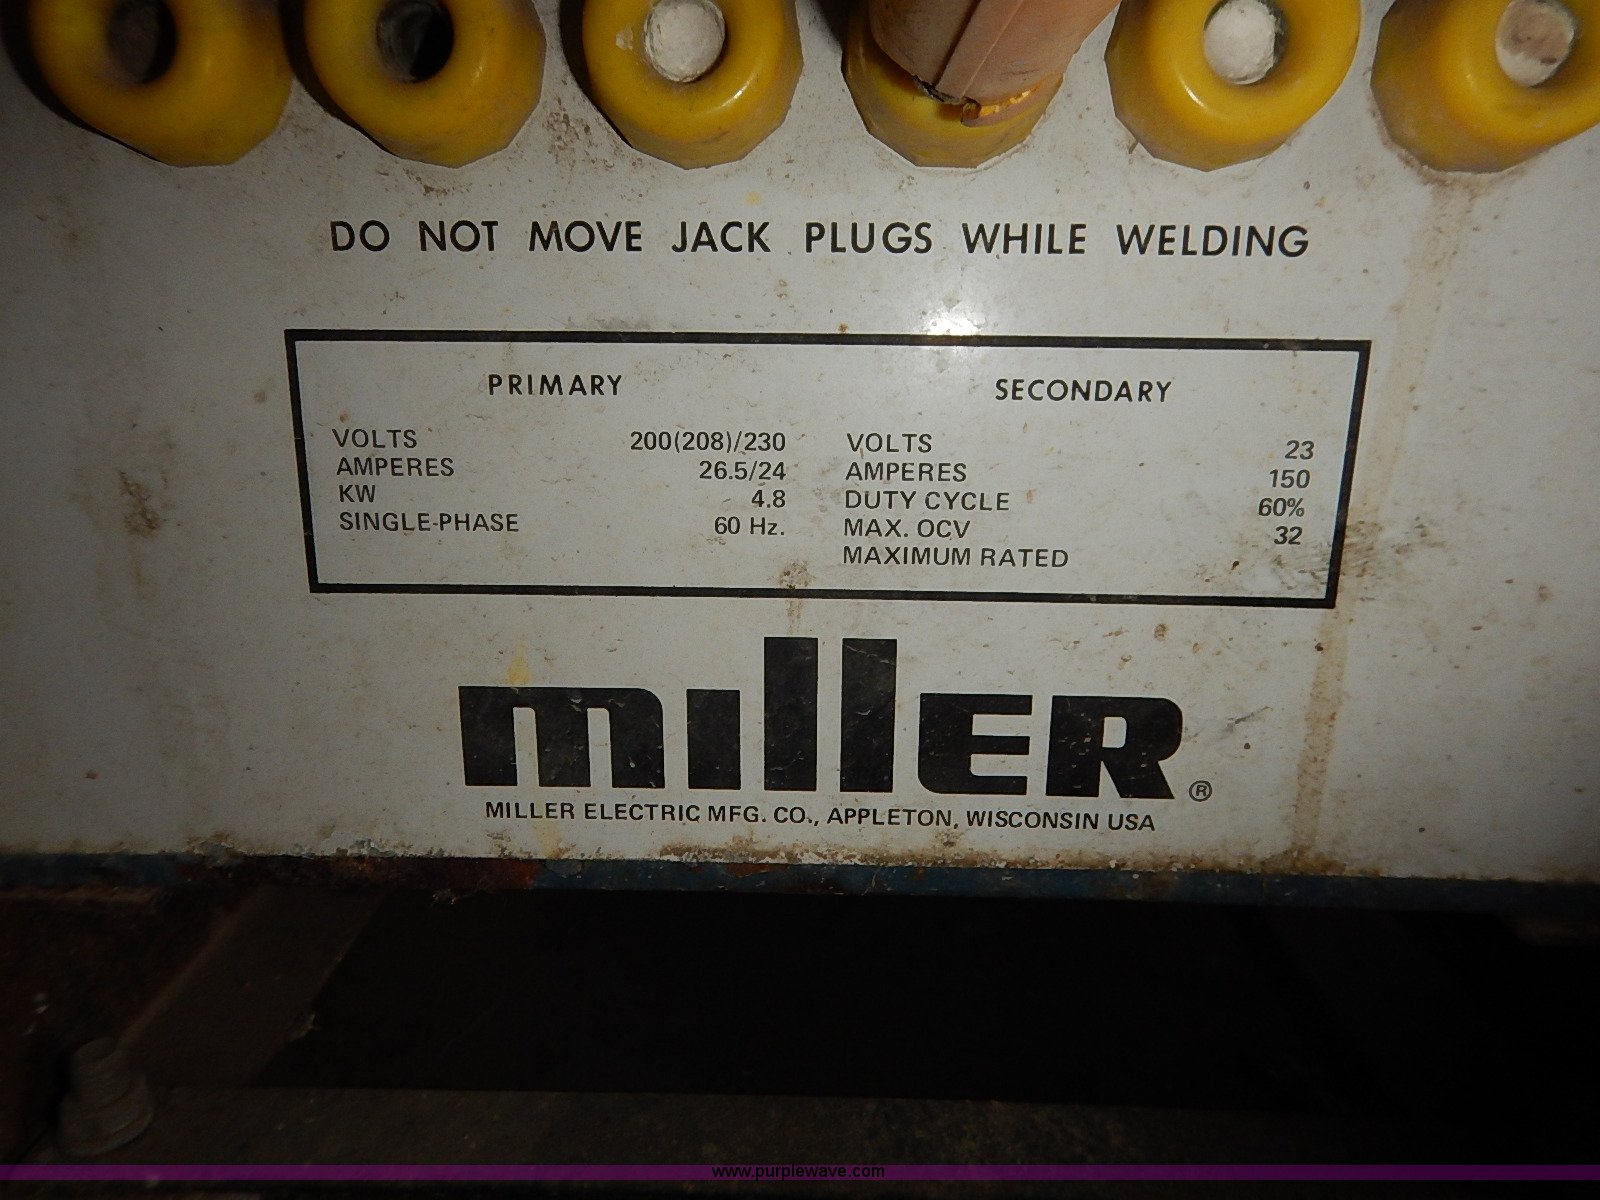 DO NOT MOVE JACK PLUGS WHILE WELDING
PRIMARY
VOLTS 200(208)/230
AMPERES 26.5/24
KW 4.8
SINGLE-PHASE 60 Hz.
SECONDARY
VOLTS 23
AMPERES 150
DUTY CYCLE 60%
MAX. OCV 32
MAXIMUM RATED
miller ®
MILLER ELECTRIC MFG. CO., APPLETON, WISCONSIN USA
www.purplewave.com